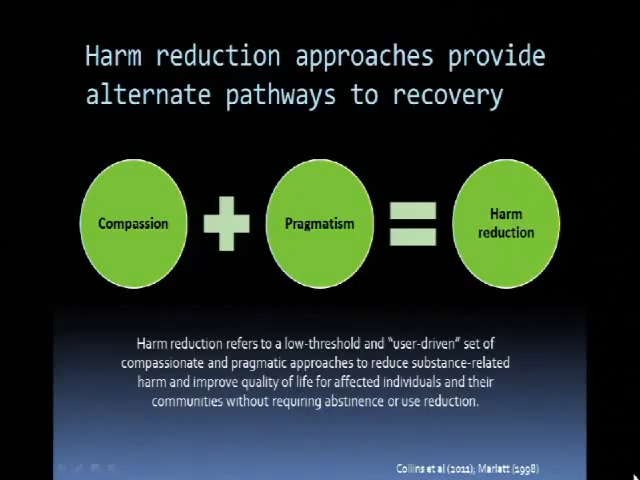 Harm reduction approaches provide
alternate pathways to recovery
Compassion
Pragmatism
Harm
reduction
Harm reduction refers to a low-threshold and "user-driven" set of
compassionate and pragmatic approaches to reduce substance-related
harm and improve quality of life for affected individuals and their
communities without requiring abstinence or use reduction.
Collins et al (2011); Marlatt (1998)